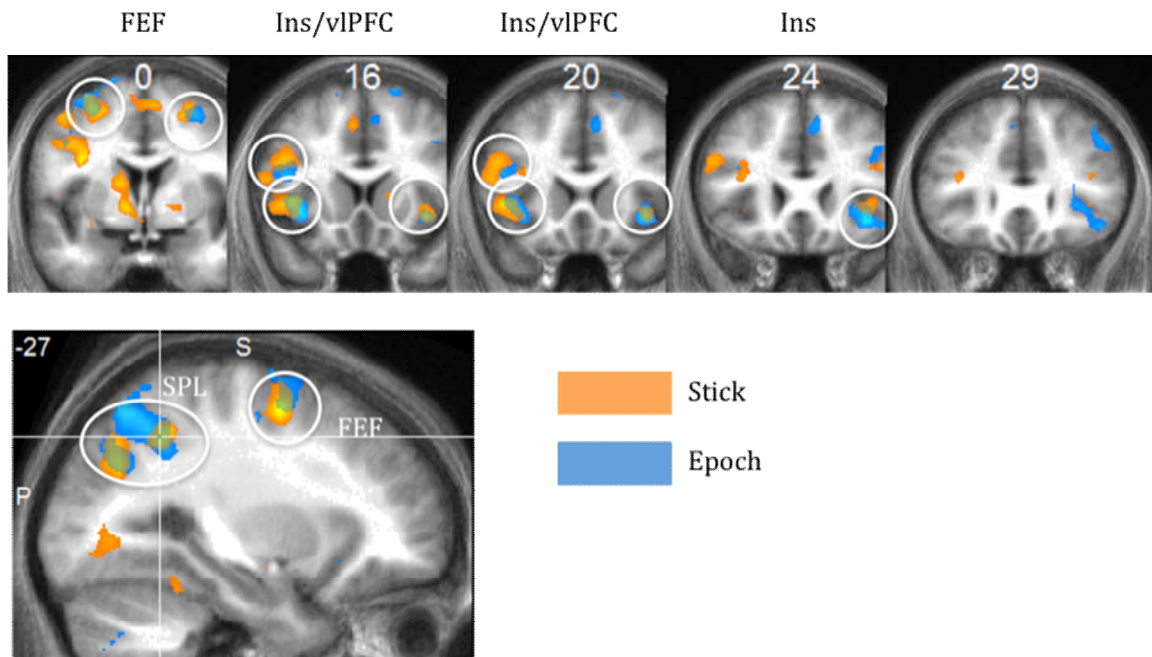 FEF Ins/vlPFC Ins/vlPFC Ins
0 16 20 24 29
-27 S
SPL
FEF
P
Stick
Epoch